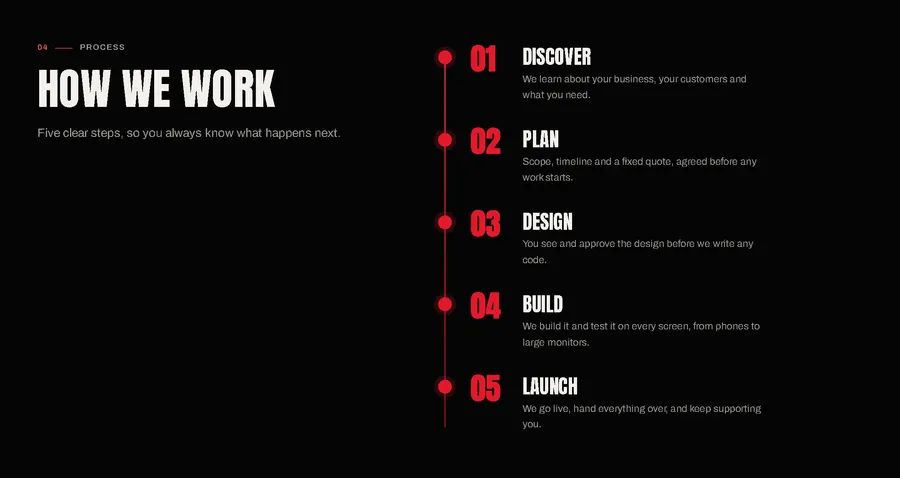 04 PROCESS
HOW WE WORK
Five clear steps, so you always know what happens next.
01 DISCOVER
We learn about your business, your customers and
what you need.
02 PLAN
Scope, timeline and a fixed quote, agreed before any
work starts.
03 DESIGN
You see and approve the design before we write any
code.
04 BUILD
We build it and test it on every screen, from phones to
large monitors.
05 LAUNCH
We go live, hand everything over, and keep supporting
you.